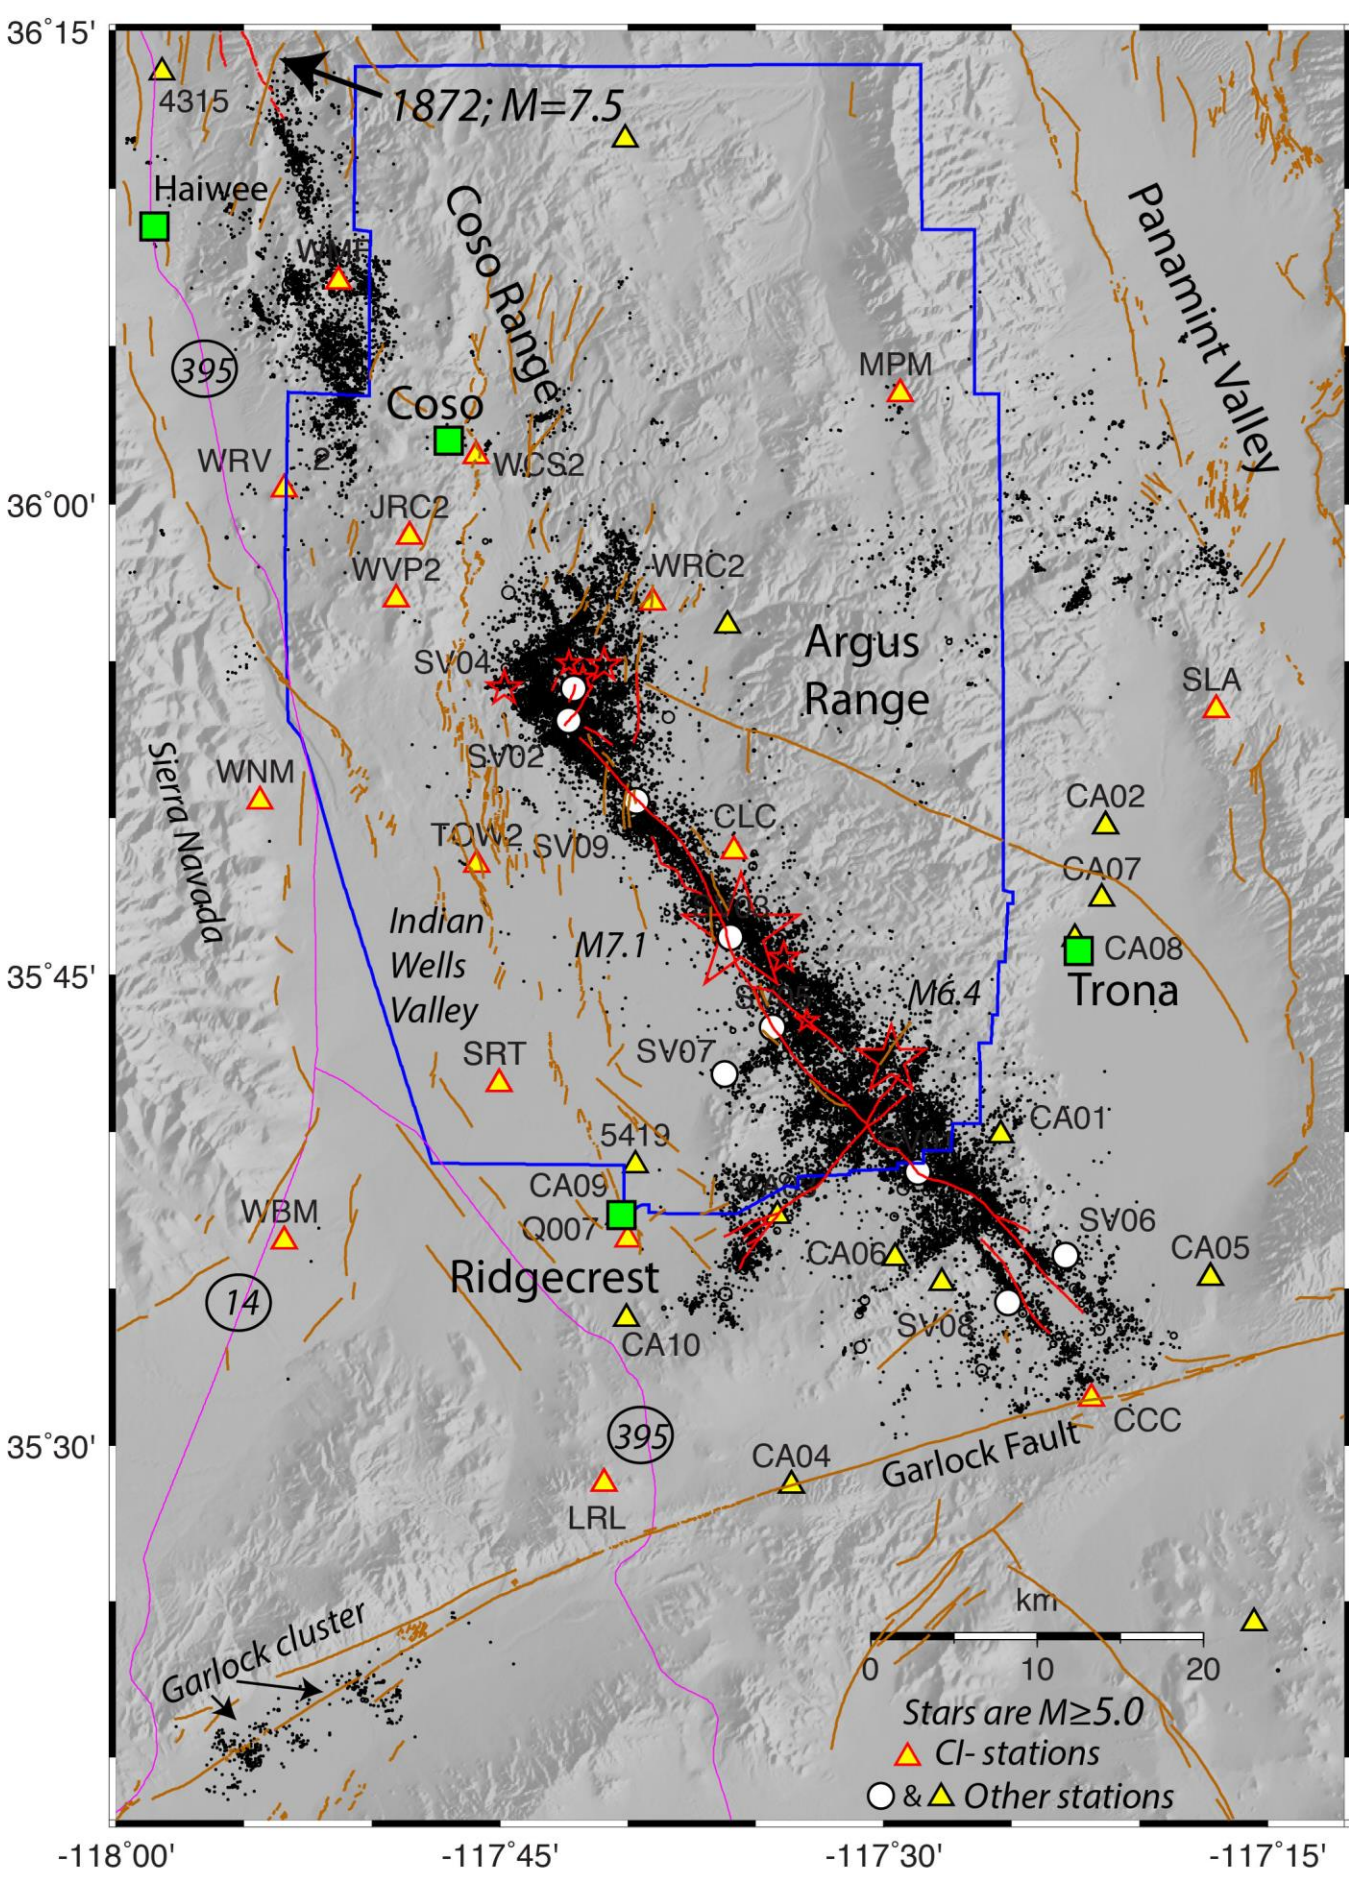 36°15'
4315
1872; M=7.5
Haiwee
WMF
Coso Range
Panamint Valley
395
MPM
Coso
WRV
2
WCS2
36°00'
JRC2
WVP2
WRC2
Argus
Range
SV04
SLA
SV02
Sierra Navada
WNM
CA02
TOW2
SV09
CLC
CA07
Indian
Wells
Valley
M7.1
CA08
35°45'
Trona
M6.4
SRT
SV07
5419
CA01
CA09
WBM
Q007
SV06
CA06
CA05
Ridgecrest
14
SV08
CA10
CCC
35°30'
395
CA04
Garlock Fault
LRL
km
Garlock cluster
0 10 20
Stars are M≥5.0
CI- stations
& Other stations
-118°00' -117°45' -117°30' -117°15'